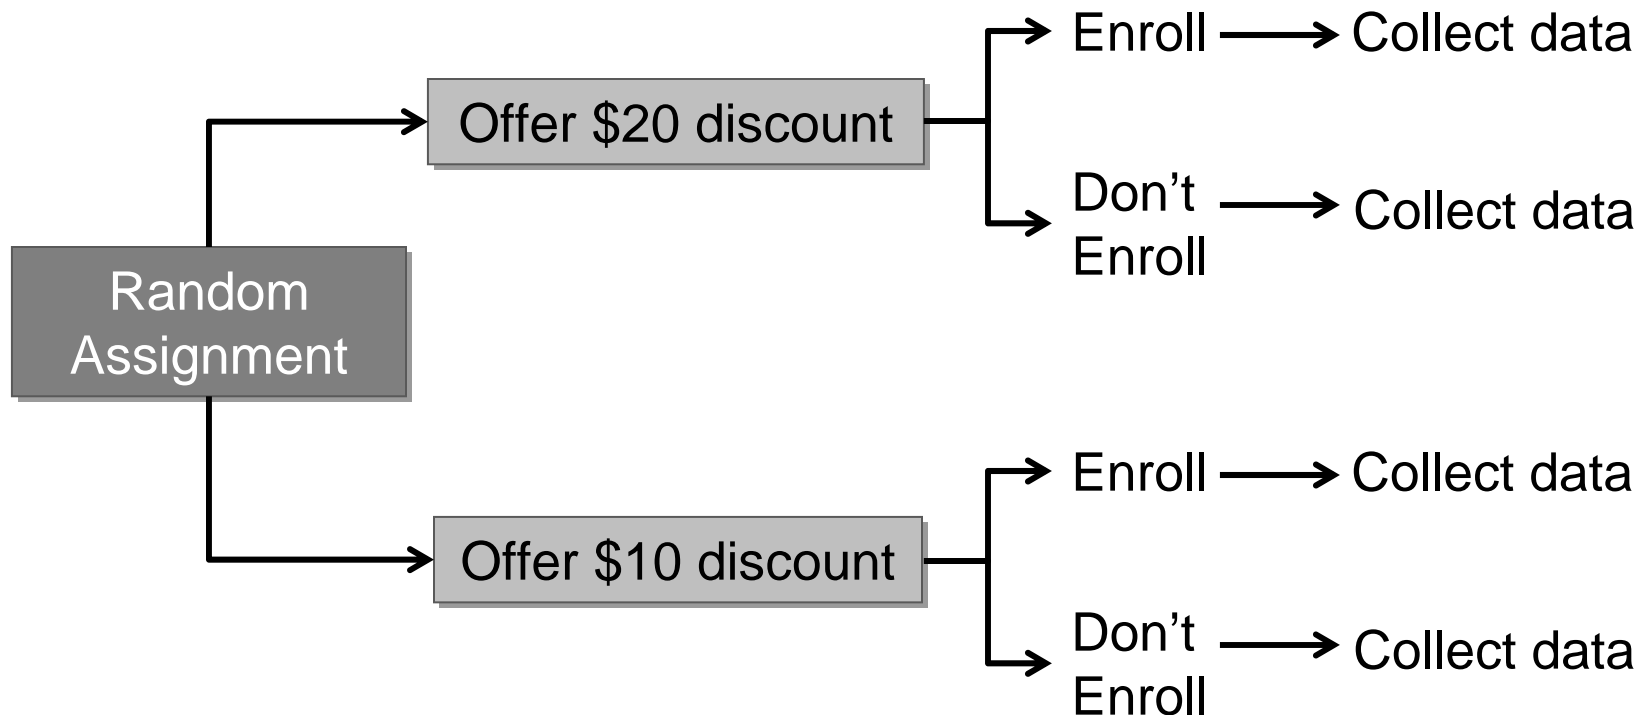 Enroll
Collect data
Offer $20 discount
Don't
Enroll
Collect data
Random
Assignment
Enroll
Collect data
Offer $10 discount
Don't
Enroll
Collect data